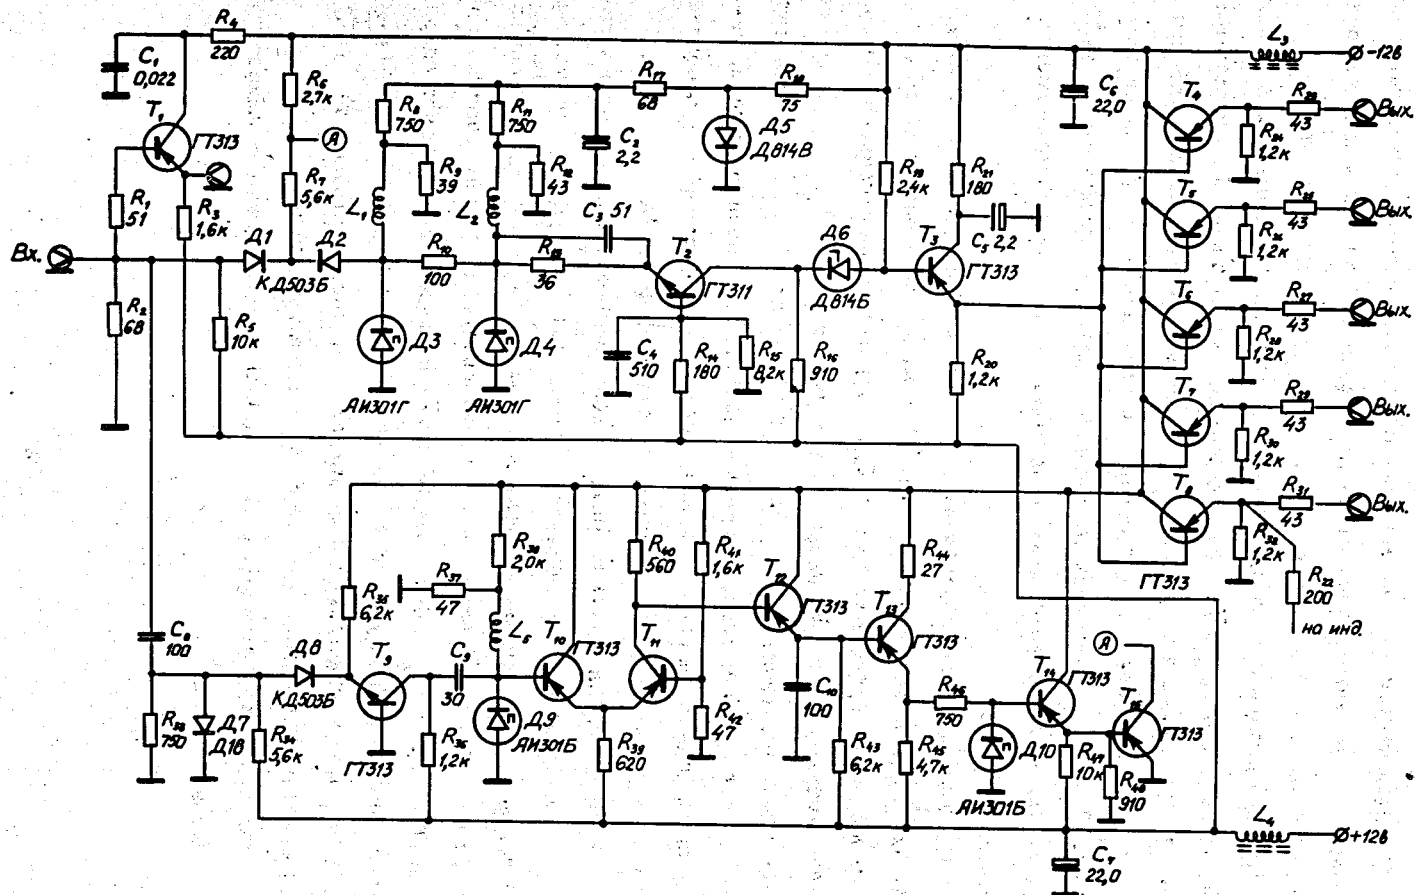 R₄
220
C₁
0,022
T₁
ГТ313
R₁
51
R₃
1,6к
Вх.
R₂
68
R₅
10к
R₆
2,7к
А
R₇
5,6к
Д1
Д2
КД503Б
R₈
750
R₉
39
L₁
R₁₀
100
Д3
АИ301Г
R₁₁
750
R₁₂
43
L₂
C₃ 51
R₁₃
36
Д4
АИ301Г
C₂
2,2
R₁₇
68
Д5
Д814В
75
T₂
ГТ311
C₄
510
R₁₄
180
R₁₅
8,2к
R₁₆
910
Д6
Д814Б
2,4к
R₂₁
180
T₃
C₅ 2,2
ГТ313
R₂₀
1,2к
C₆
22,0
L₃
-12в
T₄
43
Вых.
R₂₄
1,2к
T₅
R₂₅
43
Вых.
R₂₆
1,2к
T₆
R₂₇
43
Вых.
R₂₈
1,2к
T₇
R₂₉
43
Вых.
R₃₀
1,2к
T₈
R₃₁
43
Вых.
R₃₂
1,2к
ГТ313
R₂₂
200
на инд.
C₈
100
R₃₃
750
Д7
Д18
R₃₄
5,6к
Д8
КД503Б
R₃₅
6,2к
T₉
ГТ313
R₃₆
1,2к
C₉
30
R₃₇
47
R₃₈
2,0к
L₅
Д9
АИ301Б
T₁₀
ГТ313
T₁₁
R₃₉
620
R₄₀
560
R₄₁
1,6к
R₄₂
47
T₁₂
ГТ313
C₁₀
100
R₄₃
6,2к
T₁₃
ГТ313
R₄₄
27
R₄₅
4,7к
R₄₆
750
Д10
АИ301Б
T₁₄
ГТ313
R₄₇
10к
А
T₁₅
ГТ313
R₄₈
910
L₄
+12в
C₇
22,0